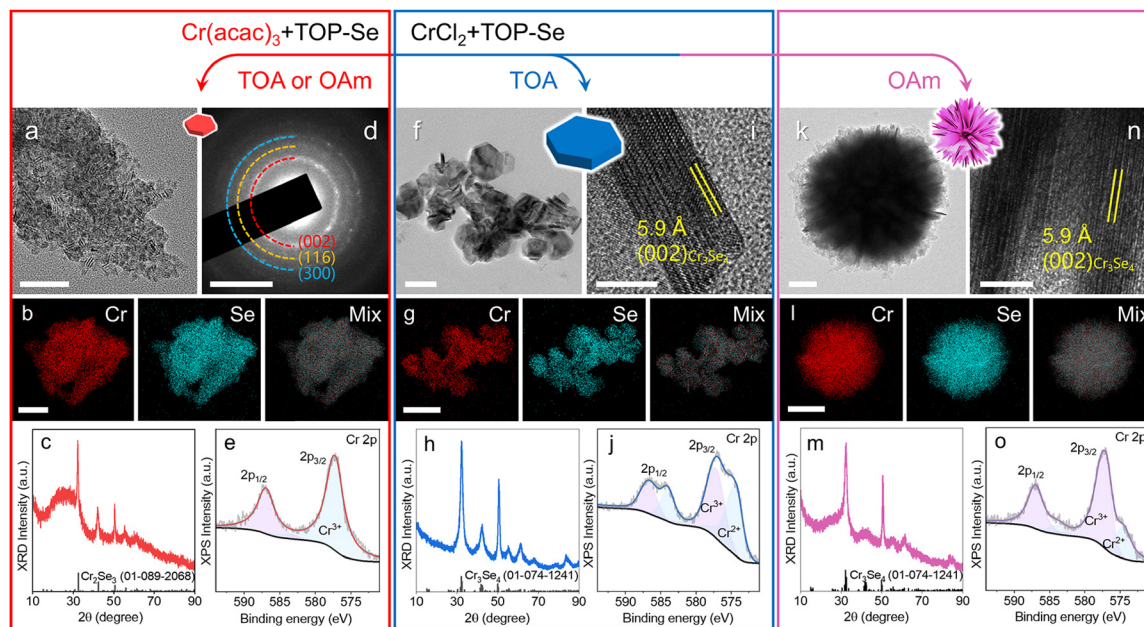 Cr(acac)₃+TOP-Se
CrCl₂+TOP-Se
TOA or OAm
TOA
OAm
a
d
(002)
(116)
(300)
f
i
5.9 Å
(002)Cr₃Se₄
k
n
5.9 Å
(002)Cr₃Se₄
b
Cr
Se
Mix
g
Cr
Se
Mix
l
Cr
Se
Mix
c
XRD Intensity (a.u.)
Cr₂Se₃ (01-089-2068)
10 30 50 70 90
2θ (degree)
e
Cr 2p
2p₁/₂
2p₃/₂
Cr³⁺
XPS Intensity (a.u.)
590 585 580 575
Binding energy (eV)
h
XRD Intensity (a.u.)
Cr₃Se₄ (01-074-1241)
10 30 50 70 90
2θ (degree)
j
Cr 2p
2p₁/₂
2p₃/₂
Cr³⁺
Cr²⁺
XPS Intensity (a.u.)
590 585 580 575
Binding energy (eV)
m
XRD Intensity (a.u.)
Cr₃Se₄ (01-074-1241)
10 30 50 70 90
2θ (degree)
o
Cr 2p
2p₁/₂
2p₃/₂
Cr³⁺
Cr²⁺
XPS Intensity (a.u.)
590 585 580 575
Binding energy (eV)